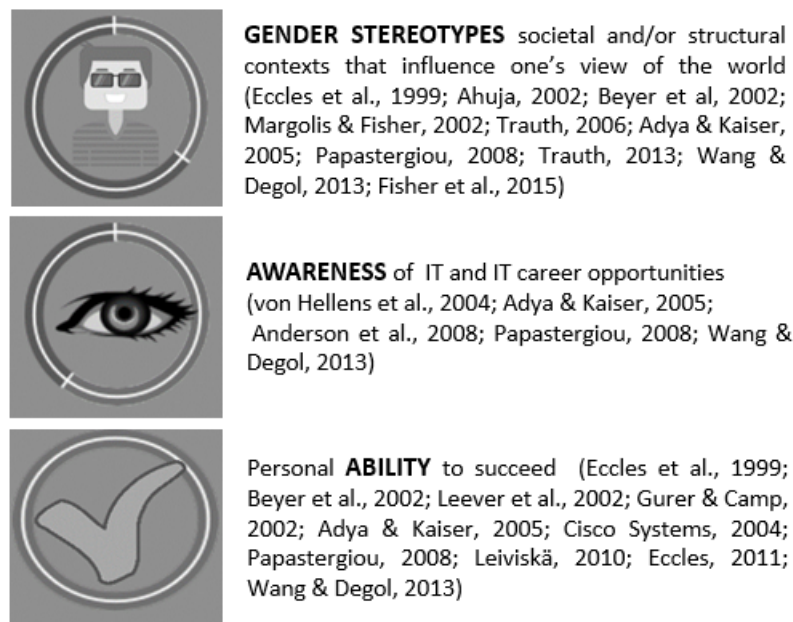 GENDER STEREOTYPES societal and/or structural
contexts that influence one's view of the world
(Eccles et al., 1999; Ahuja, 2002; Beyer et al, 2002;
Margolis & Fisher, 2002; Trauth, 2006; Adya & Kaiser,
2005; Papastergiou, 2008; Trauth, 2013; Wang &
Degol, 2013; Fisher et al., 2015)
AWARENESS of IT and IT career opportunities
(von Hellens et al., 2004; Adya & Kaiser, 2005;
Anderson et al., 2008; Papastergiou, 2008; Wang &
Degol, 2013)
Personal ABILITY to succeed (Eccles et al., 1999;
Beyer et al., 2002; Leever et al., 2002; Gurer & Camp,
2002; Adya & Kaiser, 2005; Cisco Systems, 2004;
Papastergiou, 2008; Leiviskä, 2010; Eccles, 2011;
Wang & Degol, 2013)